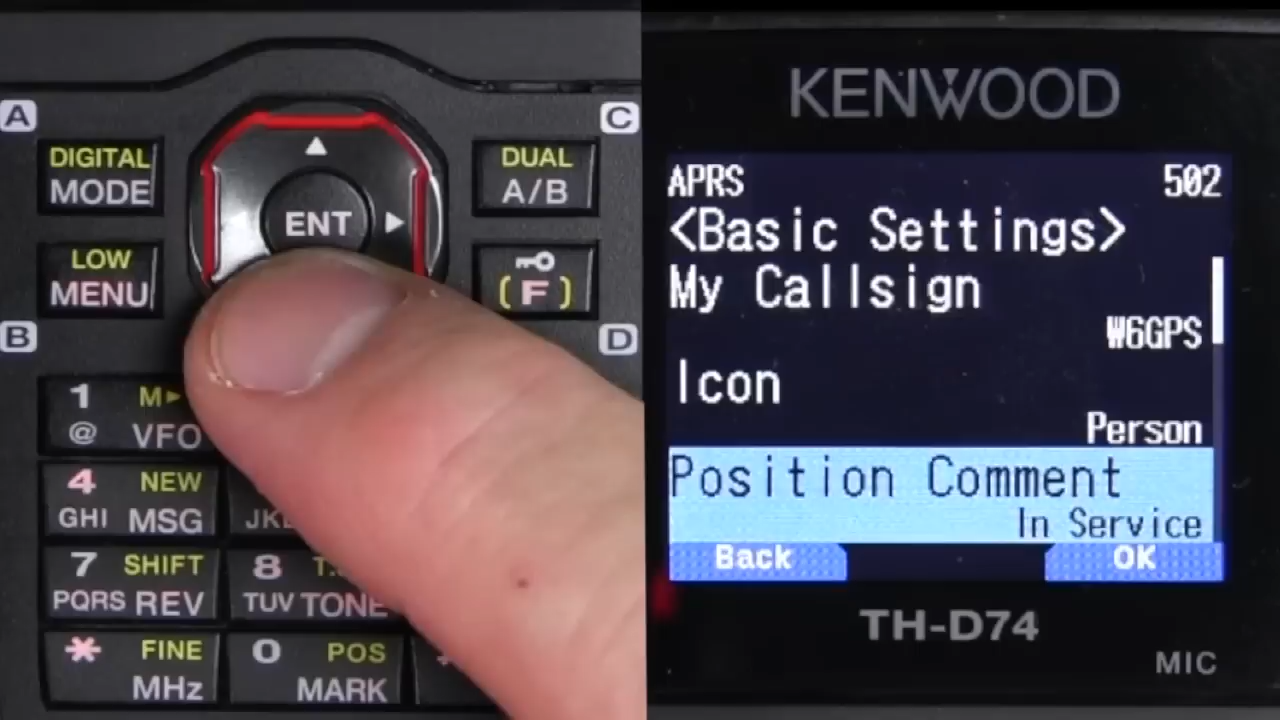 A
DIGITAL
MODE
LOW
MENU
B
ENT
DUAL
A/B
C
(F)
D
1 M▸
@ VFO
4 NEW
GHI MSG
7 SHIFT
PQRS REV
8
TUV TONE
* FINE
MHz
0 POS
MARK
KENWOOD
APRS 502
<Basic Settings>
My Callsign
W6GPS
Icon
Person
Position Comment
In Service
Back OK
TH-D74
MIC